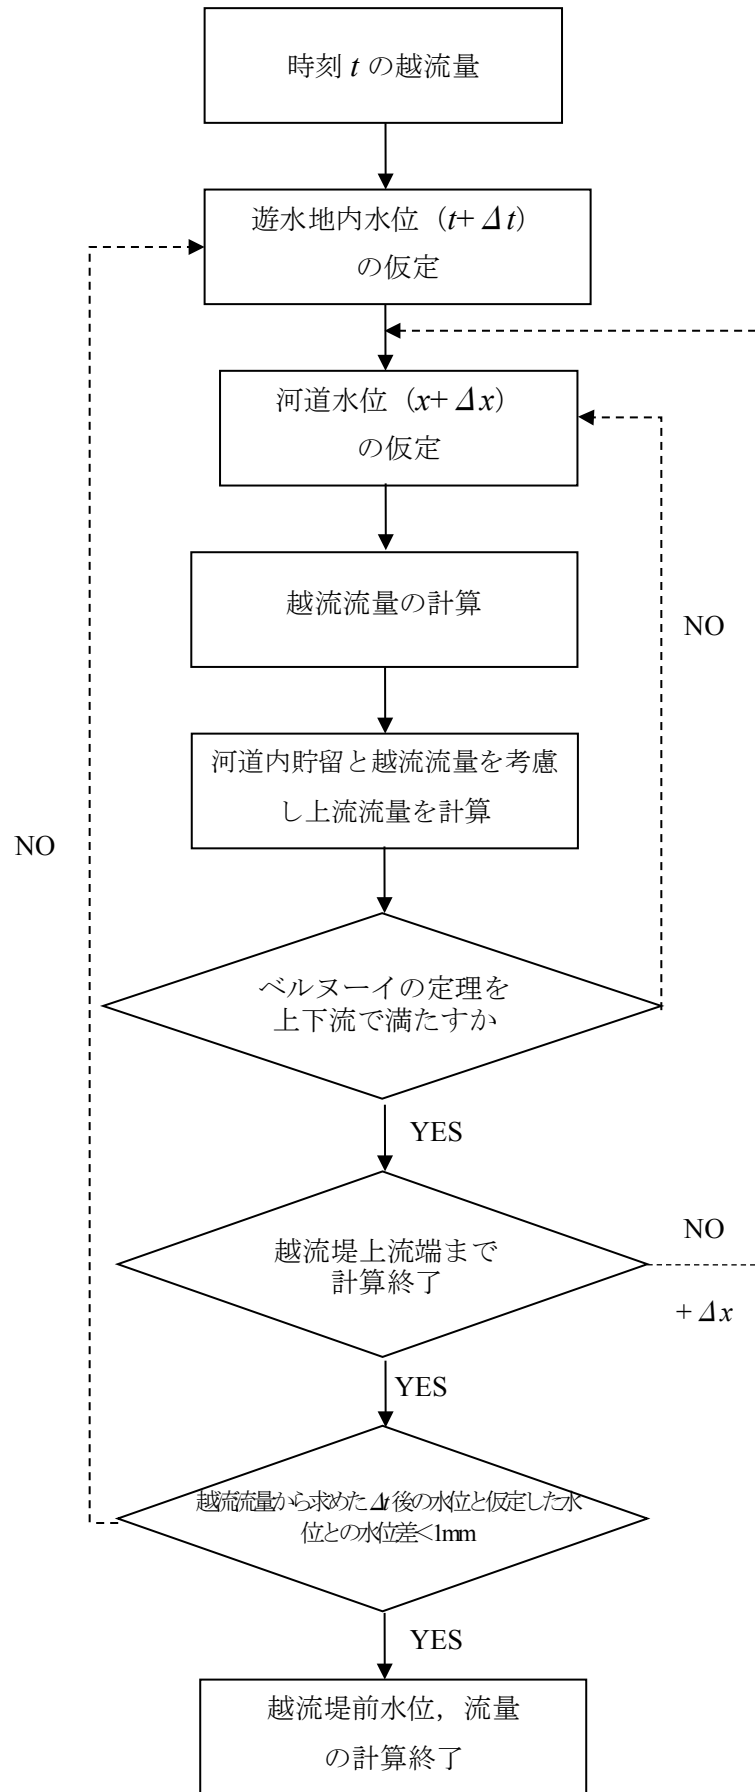 時刻 t の越流量
遊水地内水位（t+Δt）
の仮定
河道水位（x+Δx）
の仮定
越流流量の計算
NO
河道内貯留と越流流量を考慮
し上流流量を計算
NO
ベルヌーイの定理を
上下流で満たすか
YES
越流堤上流端まで
計算終了
NO
+Δx
YES
越流流量から求めたΔt後の水位と仮定した水
位との水位差<1mm
YES
越流堤前水位，流量
の計算終了